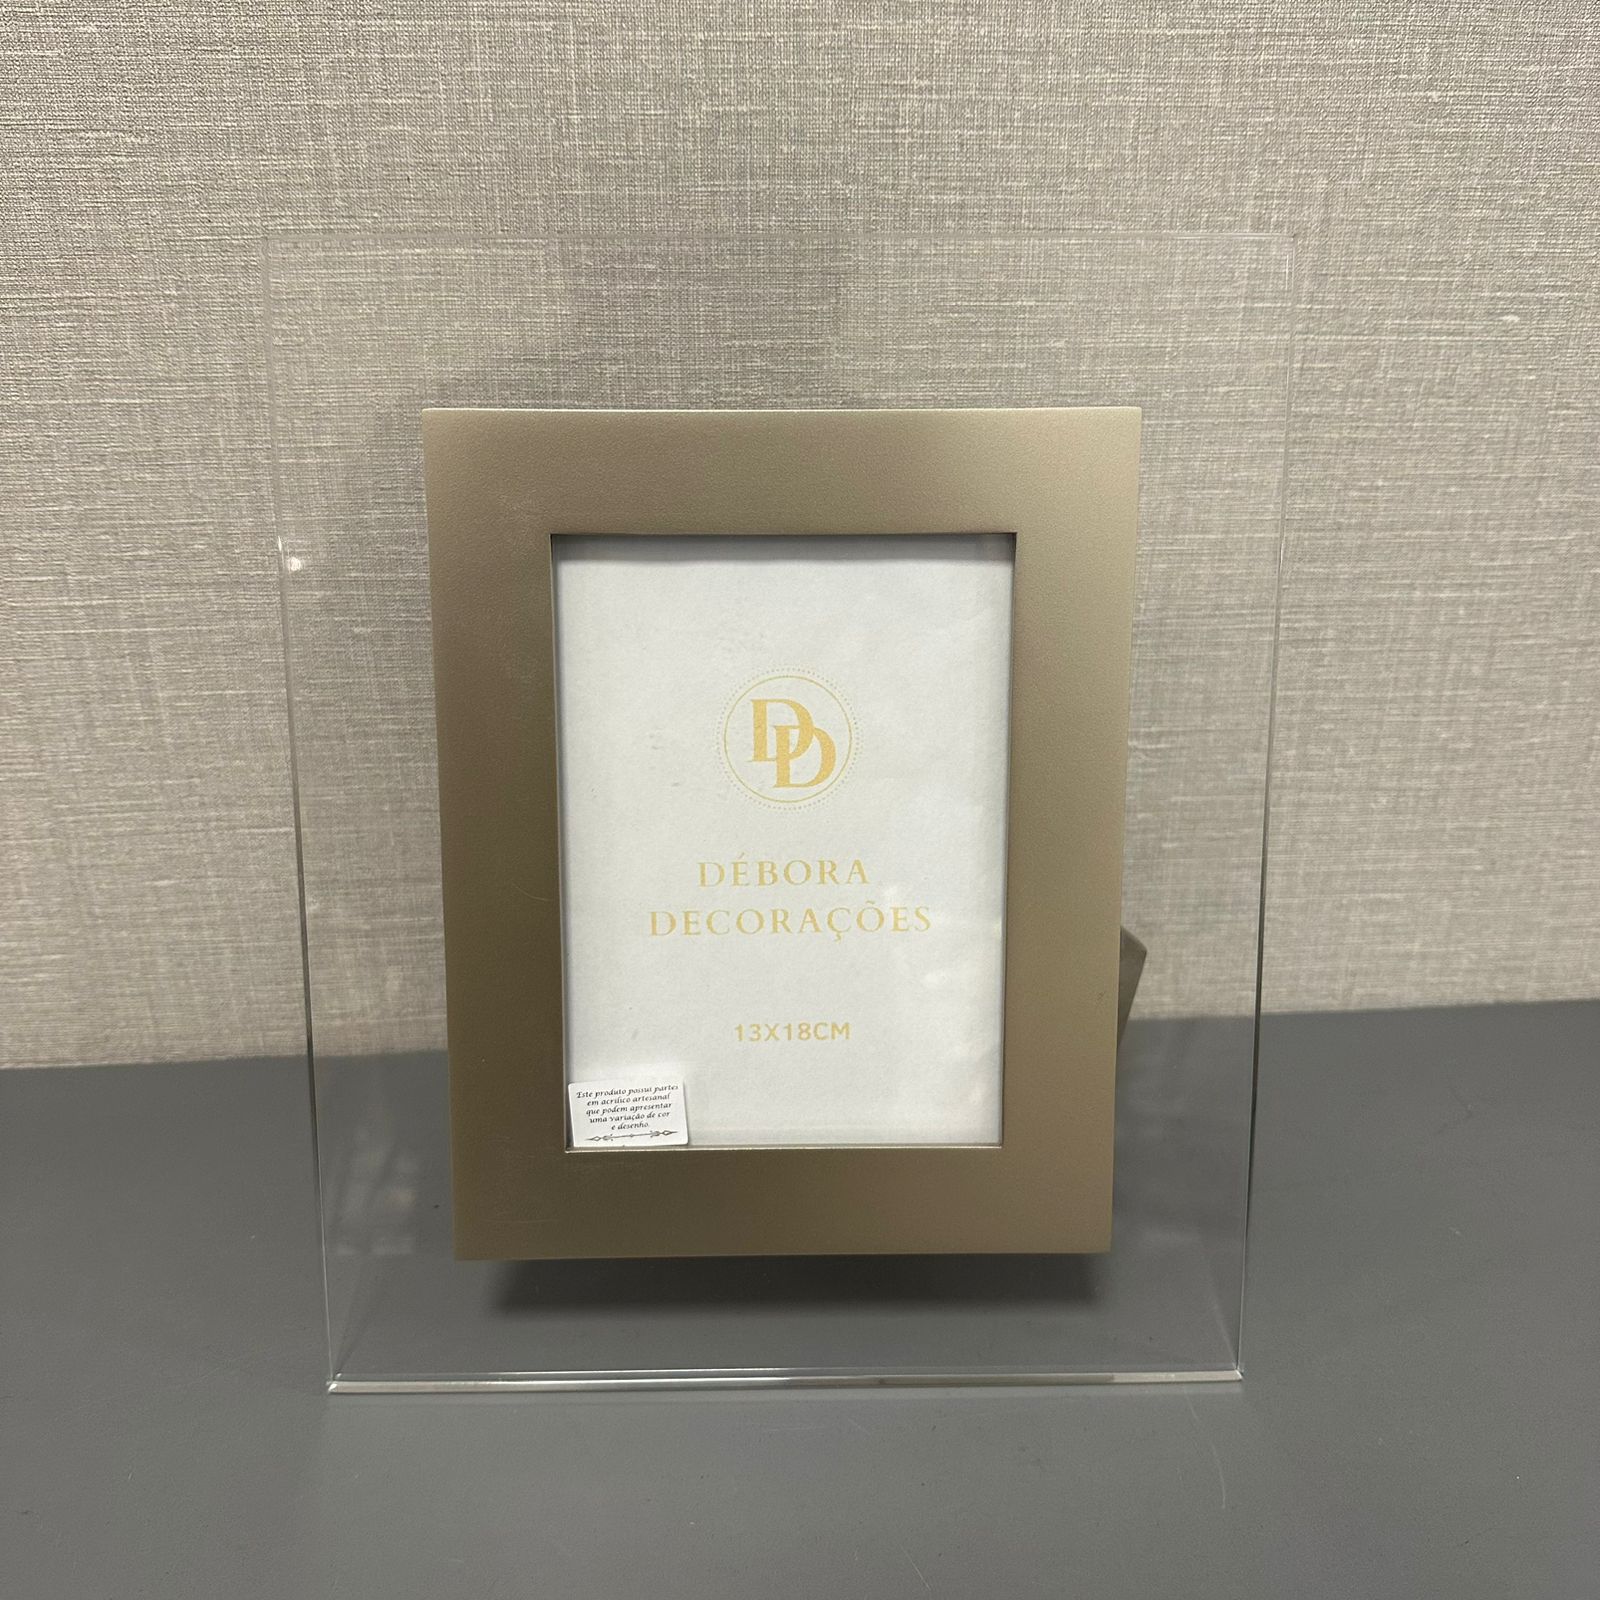 DD
DÉBORA
DECORAÇÕES
13X18CM
Este produto possui partes
em acrílico artesanal
que podem apresentar
uma variação de cor
e desenho.